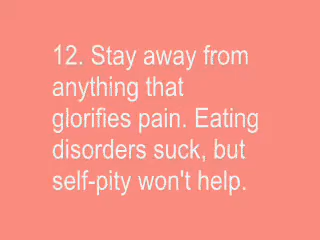 12. Stay away from
anything that
glorifies pain. Eating
disorders suck, but
self-pity won't help.